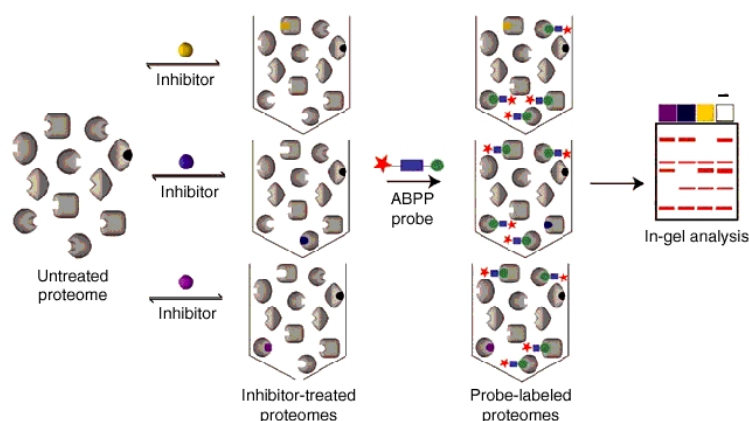 Inhibitor
Inhibitor
Inhibitor
Untreated
proteome
ABPP
probe
In-gel analysis
Inhibitor-treated
proteomes
Probe-labeled
proteomes